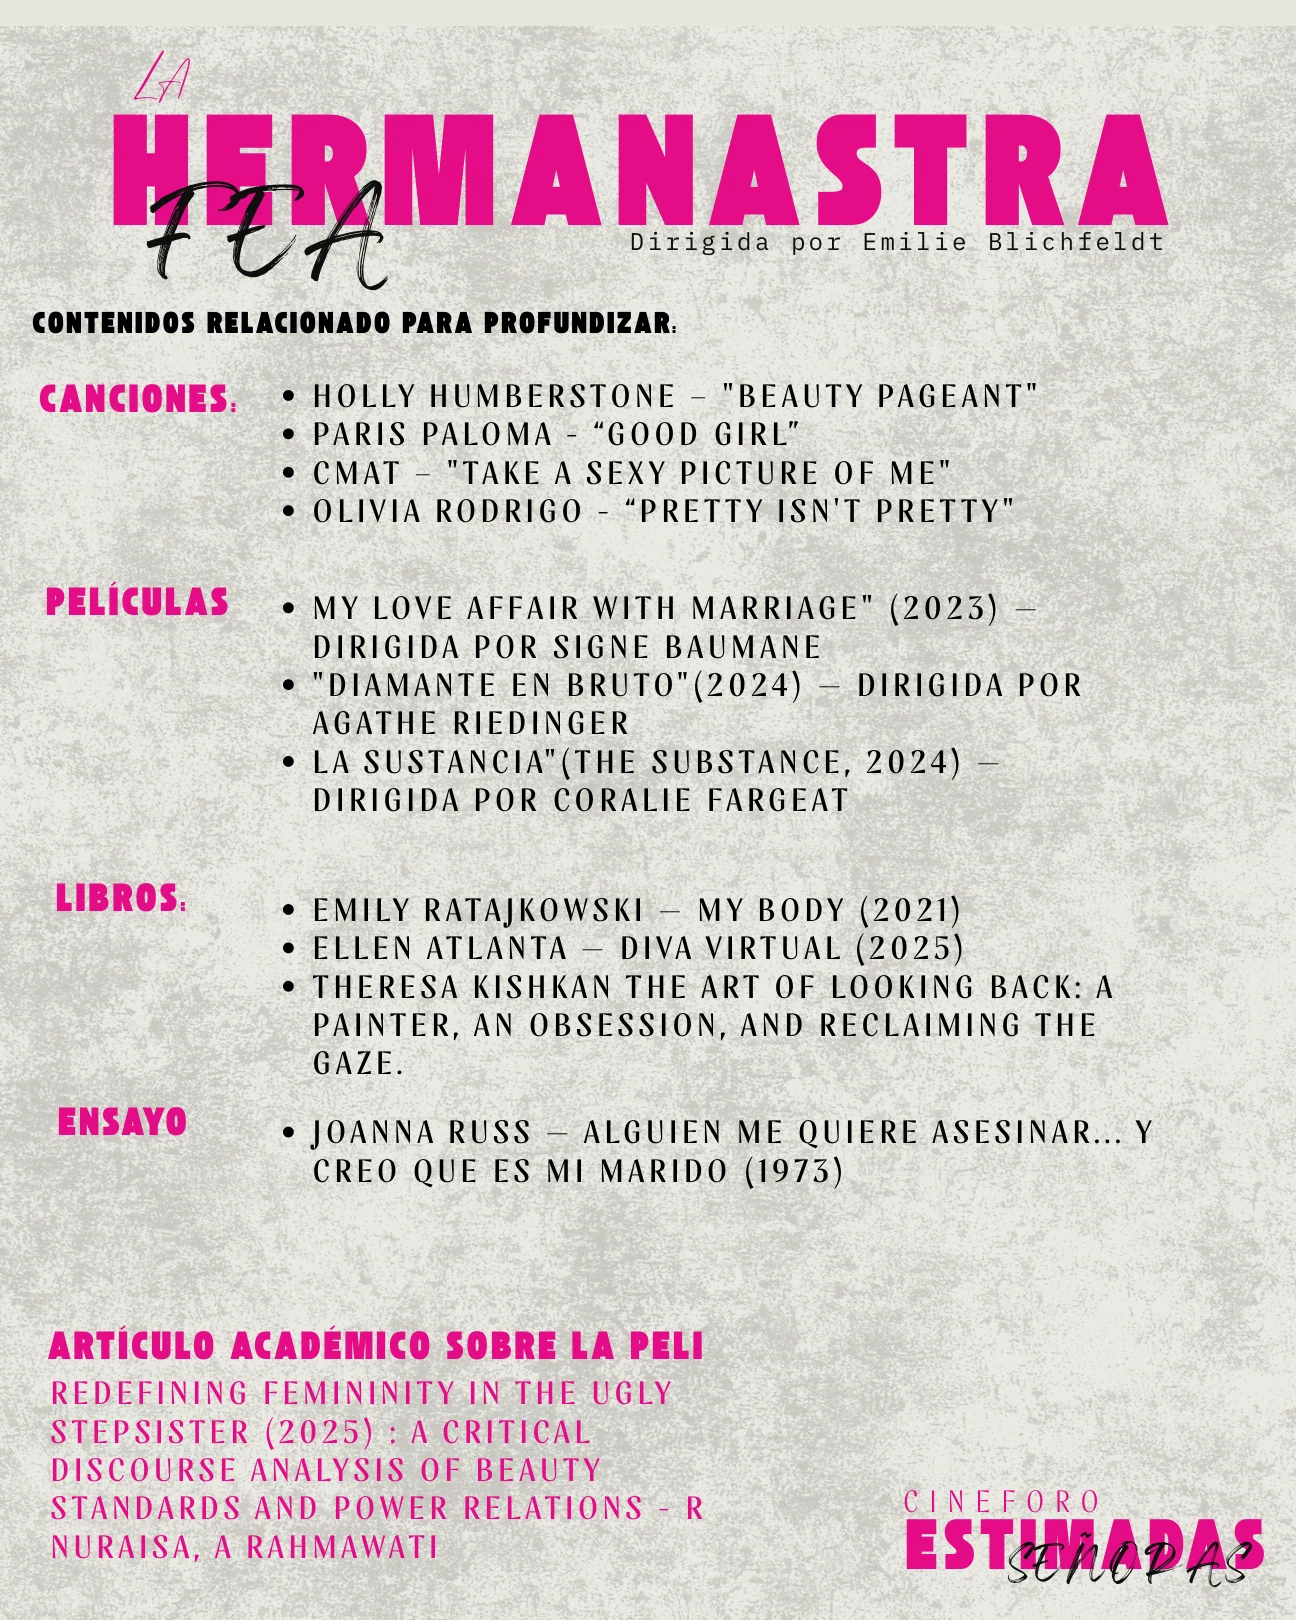 LA
HERMANASTRA
FEA
Dirigida por Emilie Blichfeldt
CONTENIDOS RELACIONADO PARA PROFUNDIZAR:
CANCIONES:
• HOLLY HUMBERSTONE – "BEAUTY PAGEANT"
• PARIS PALOMA - “GOOD GIRL”
• CMAT – "TAKE A SEXY PICTURE OF ME"
• OLIVIA RODRIGO - “PRETTY ISN'T PRETTY"
PELÍCULAS
• MY LOVE AFFAIR WITH MARRIAGE" (2023) —
DIRIGIDA POR SIGNE BAUMANE
• "DIAMANTE EN BRUTO"(2024) — DIRIGIDA POR
AGATHE RIEDINGER
• LA SUSTANCIA"(THE SUBSTANCE, 2024) —
DIRIGIDA POR CORALIE FARGEAT
LIBROS:
• EMILY RATAJKOWSKI — MY BODY (2021)
• ELLEN ATLANTA — DIVA VIRTUAL (2025)
• THERESA KISHKAN THE ART OF LOOKING BACK: A
PAINTER, AN OBSESSION, AND RECLAIMING THE
GAZE.
ENSAYO
• JOANNA RUSS — ALGUIEN ME QUIERE ASESINAR... Y
CREO QUE ES MI MARIDO (1973)
ARTÍCULO ACADÉMICO SOBRE LA PELI
REDEFINING FEMININITY IN THE UGLY
STEPSISTER (2025) : A CRITICAL
DISCOURSE ANALYSIS OF BEAUTY
STANDARDS AND POWER RELATIONS - R
NURAISA, A RAHMAWATI
CINEFORO
ESTIMADAS
SEÑORAS